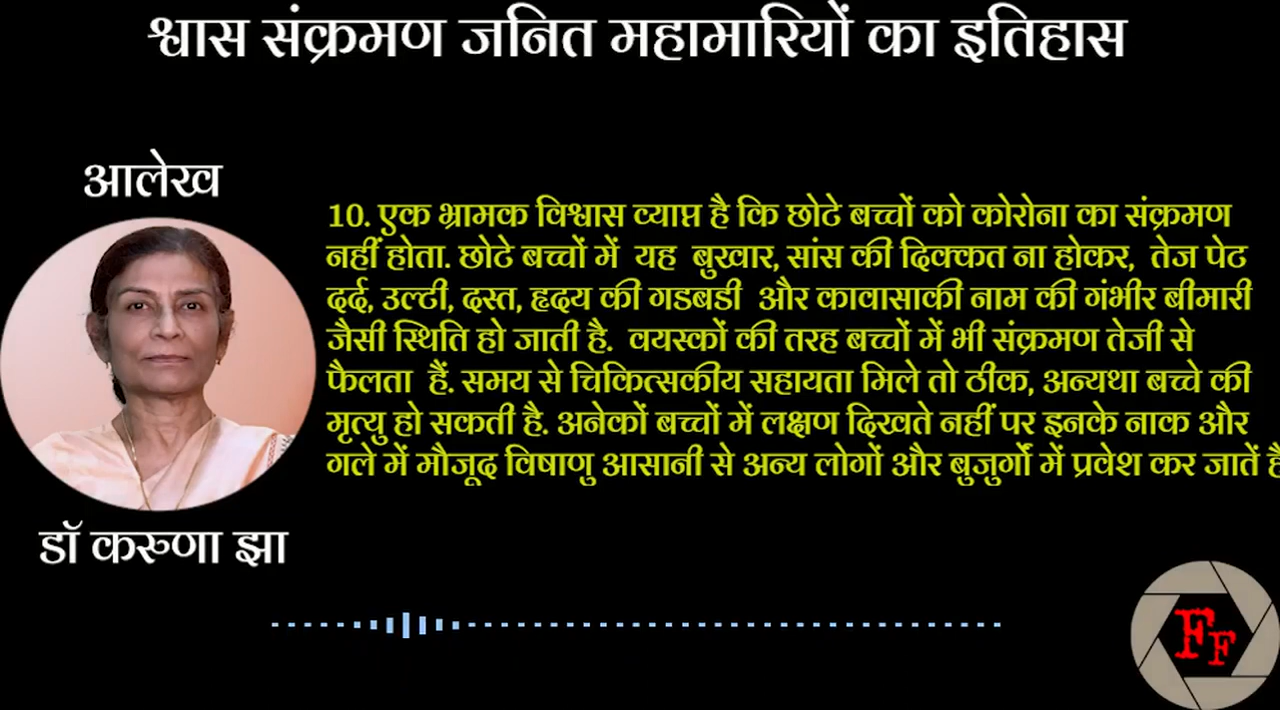 श्वास संक्रमण जनित महामारियों का इतिहास
आलेख
10. एक भ्रामक विश्वास व्याप्त है कि छोटे बच्चों को कोरोना का संक्रमण
नहीं होता. छोटे बच्चों में यह बुखार, सांस की दिक्कत ना होकर, तेज पेट
दर्द, उल्टी, दस्त, हृदय की गडबडी और कावासाकी नाम की गंभीर बीमारी
जैसी स्थिति हो जाती है. वयस्कों की तरह बच्चों में भी संक्रमण तेजी से
फैलता हैं. समय से चिकित्सकीय सहायता मिले तो ठीक, अन्यथा बच्चे की
मृत्यु हो सकती है. अनेकों बच्चों में लक्षण दिखते नहीं पर इनके नाक और
गले में मौजूद विषाणु आसानी से अन्य लोगों और बुजुर्गो में प्रवेश कर जातें
डॉ करुणा झा
FF